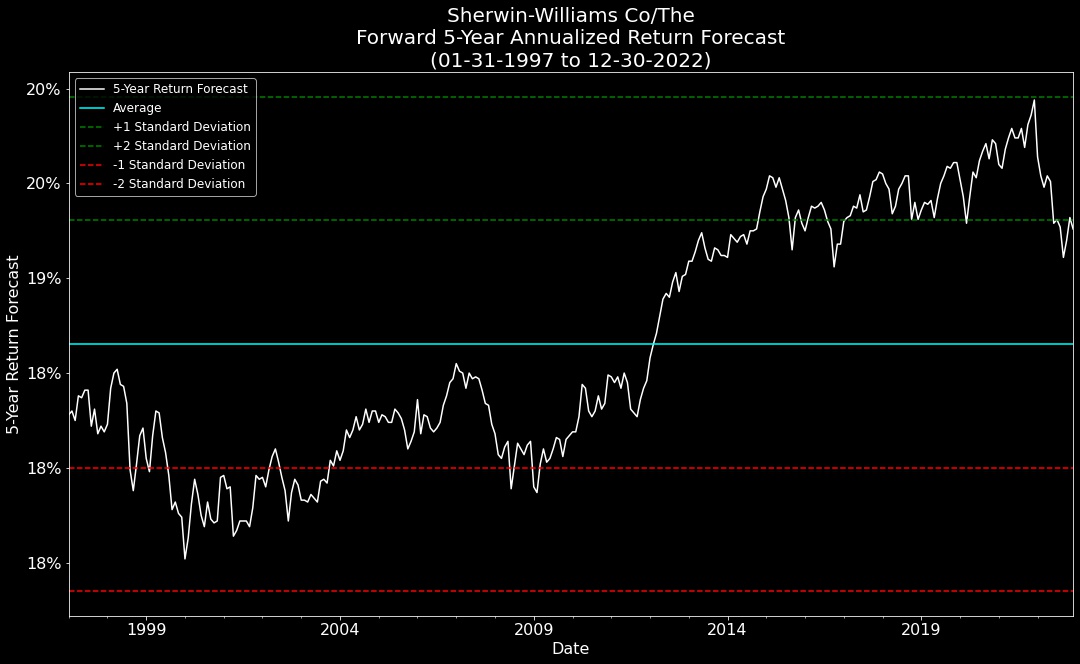 Sherwin-Williams Co/The
Forward 5-Year Annualized Return Forecast
(01-31-1997 to 12-30-2022)
5-Year Return Forecast
Average
+1 Standard Deviation
+2 Standard Deviation
-1 Standard Deviation
-2 Standard Deviation
20%
20%
19%
18%
18%
18%
5-Year Return Forecast
1999
2004
2009
2014
2019
Date